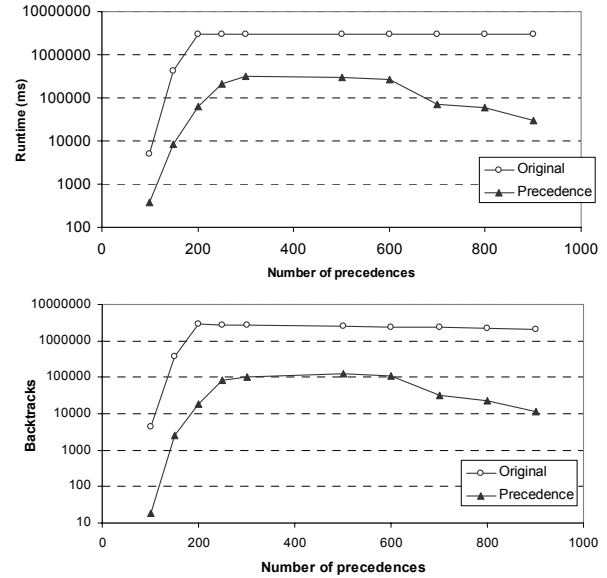 10000000
1000000
100000
10000
1000
100
Runtime (ms)
0 200 400 600 800 1000
Number of precedences
Original
Precedence
10000000
1000000
100000
10000
1000
100
10
Backtracks
0 200 400 600 800 1000
Number of precedences
Original
Precedence